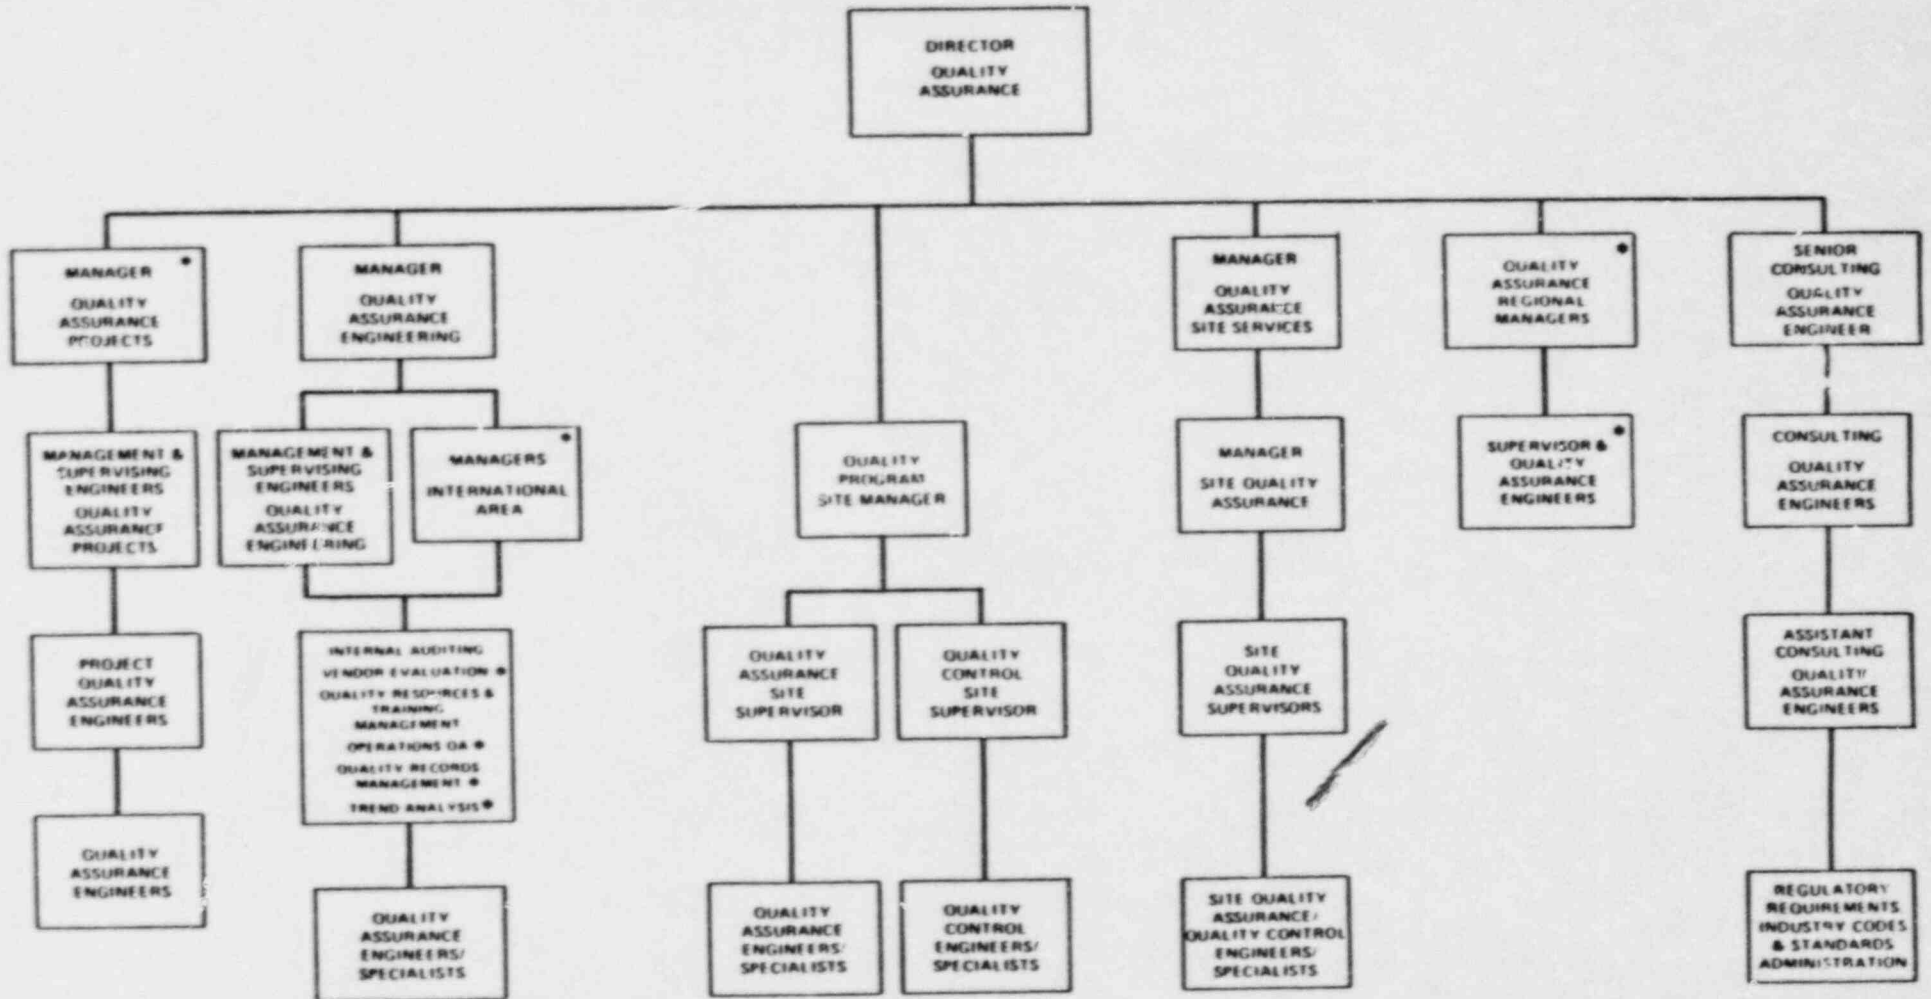 DIRECTOR
QUALITY
ASSURANCE
MANAGER *
QUALITY
ASSURANCE
PROJECTS
MANAGER
QUALITY
ASSURANCE
ENGINEERING
MANAGER
QUALITY
ASSURANCE
SITE SERVICES
*
QUALITY
ASSURANCE
REGIONAL
MANAGERS
SENIOR
CONSULTING
QUALITY
ASSURANCE
ENGINEER
MANAGEMENT &
SUPERVISING
ENGINEERS
QUALITY
ASSURANCE
PROJECTS
MANAGEMENT &
SUPERVISING
ENGINEERS
QUALITY
ASSURANCE
ENGINEERING
*
MANAGERS
INTERNATIONAL
AREA
QUALITY
PROGRAM
SITE MANAGER
MANAGER
SITE QUALITY
ASSURANCE
SUPERVISOR & *
QUALITY
ASSURANCE
ENGINEERS
CONSULTING
QUALITY
ASSURANCE
ENGINEERS
PROJECT
QUALITY
ASSURANCE
ENGINEERS
INTERNAL AUDITING
VENDOR EVALUATION *
QUALITY RESOURCES &
TRAINING
MANAGEMENT
OPERATIONS QA *
QUALITY RECORDS
MANAGEMENT *
TREND ANALYSIS *
QUALITY
ASSURANCE
SITE
SUPERVISOR
QUALITY
CONTROL
SITE
SUPERVISOR
SITE
QUALITY
ASSURANCE
SUPERVISORS
ASSISTANT
CONSULTING
QUALITY
ASSURANCE
ENGINEERS
QUALITY
ASSURANCE
ENGINEERS
QUALITY
ASSURANCE
ENGINEERS/
SPECIALISTS
QUALITY
ASSURANCE
ENGINEERS/
SPECIALISTS
QUALITY
CONTROL
ENGINEERS/
SPECIALISTS
SITE QUALITY
ASSURANCE/
QUALITY CONTROL
ENGINEERS/
SPECIALISTS
REGULATORY
REQUIREMENTS
INDUSTRY CODES
& STANDARDS
ADMINISTRATION